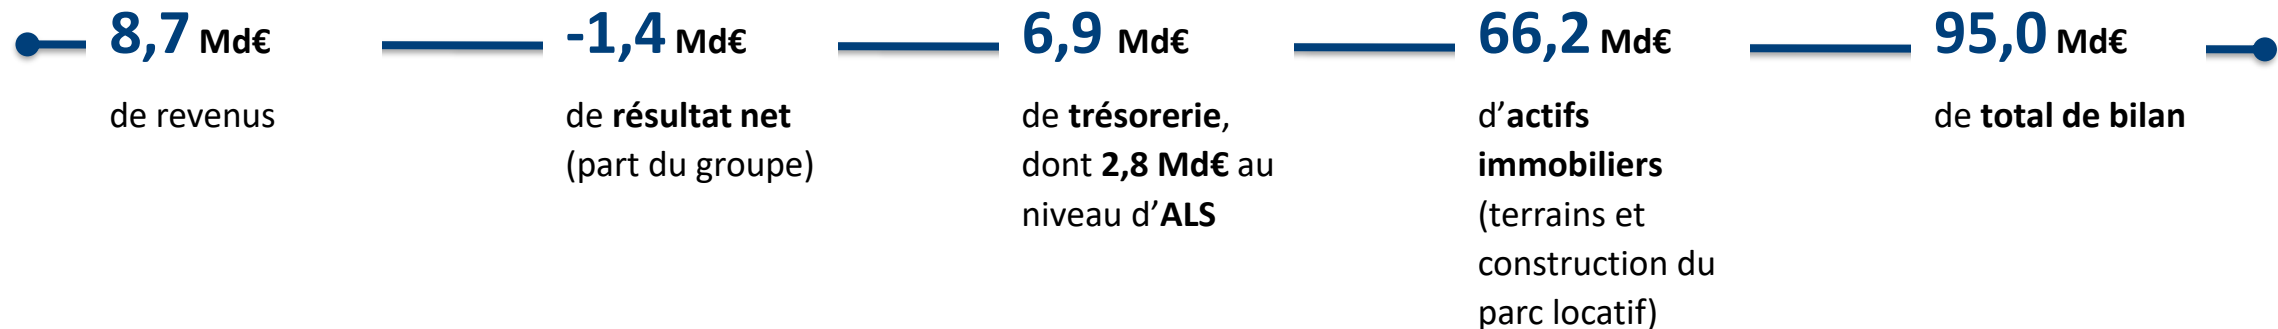 8,7 Md€
de revenus
-1,4 Md€
de résultat net
(part du groupe)
6,9 Md€
de trésorerie,
dont 2,8 Md€ au
niveau d’ALS
66,2 Md€
d’actifs
immobiliers
(terrains et
construction du
parc locatif)
95,0 Md€
de total de bilan